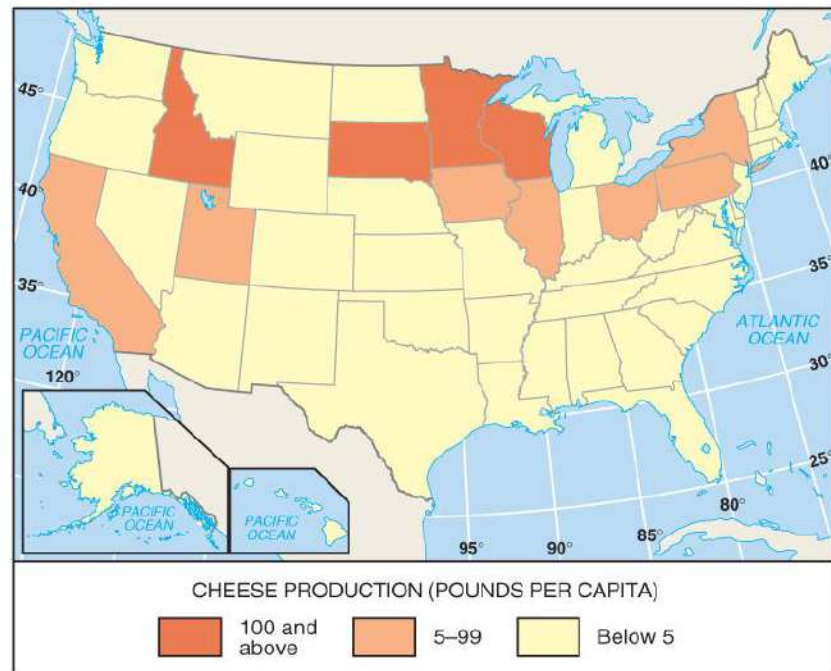 45°
40°
35°
PACIFIC
OCEAN
120°
40°
35°
ATLANTIC
OCEAN
30°
25°
80°
85°
90°
95°
PACIFIC
OCEAN
PACIFIC
OCEAN
CHEESE PRODUCTION (POUNDS PER CAPITA)
100 and
above
5–99
Below 5